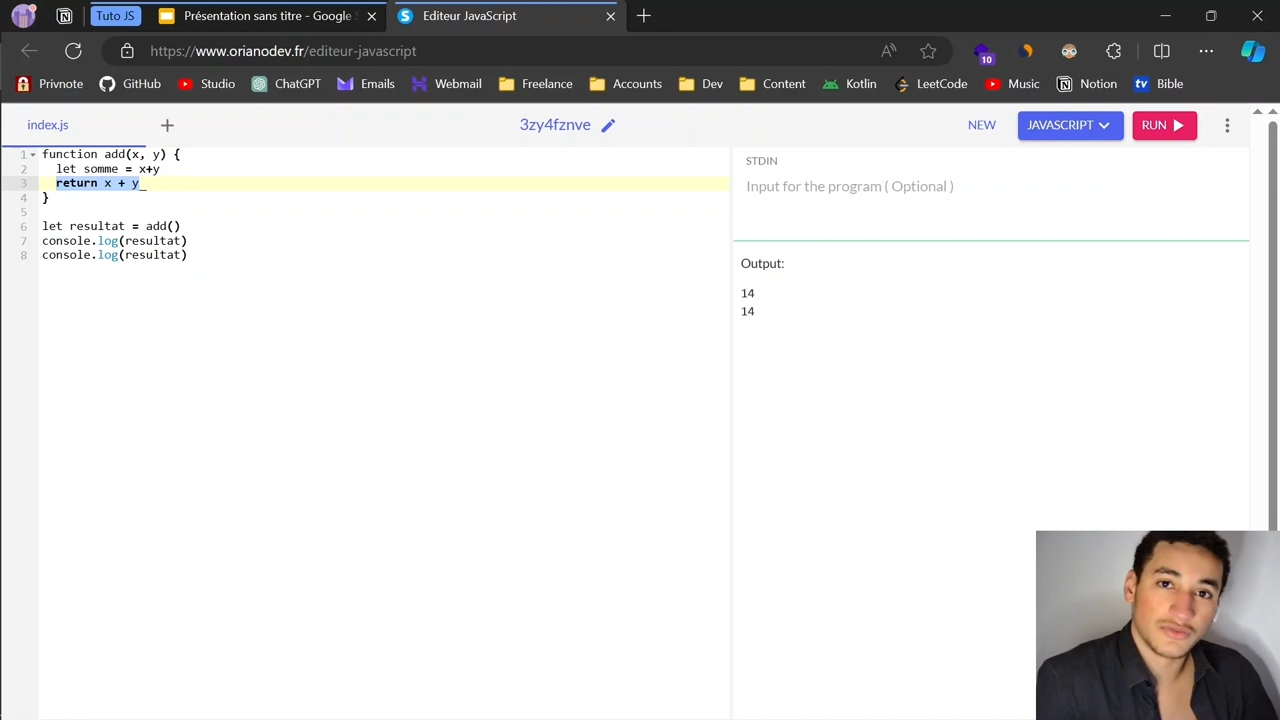 Tuto JS
Présentation sans titre - Google S
Editeur JavaScript
https://www.orianodev.fr/editeur-javascript
10
Privnote
GitHub
Studio
ChatGPT
Emails
Webmail
Freelance
Accounts
Dev
Content
Kotlin
LeetCode
Music
Notion
tv Bible
index.js
3zy4fznve
NEW
JAVASCRIPT
RUN
1 function add(x, y) {
2 let somme = x+y
3 return x + y
4 }
5
6 let resultat = add()
7 console.log(resultat)
8 console.log(resultat)
STDIN
Input for the program ( Optional )
Output:
14
14